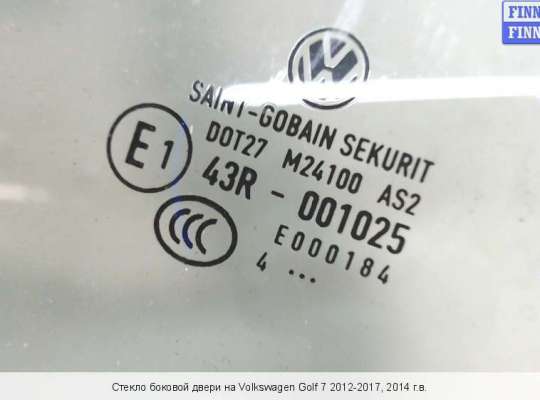 FINN
FINN
SAINT-GOBAIN SEKURIT
DOT27 M24100 AS2
E1
43R - 001025
CCC
E000184
4 ...
Стекло боковой двери на Volkswagen Golf 7 2012-2017, 2014 г.в.